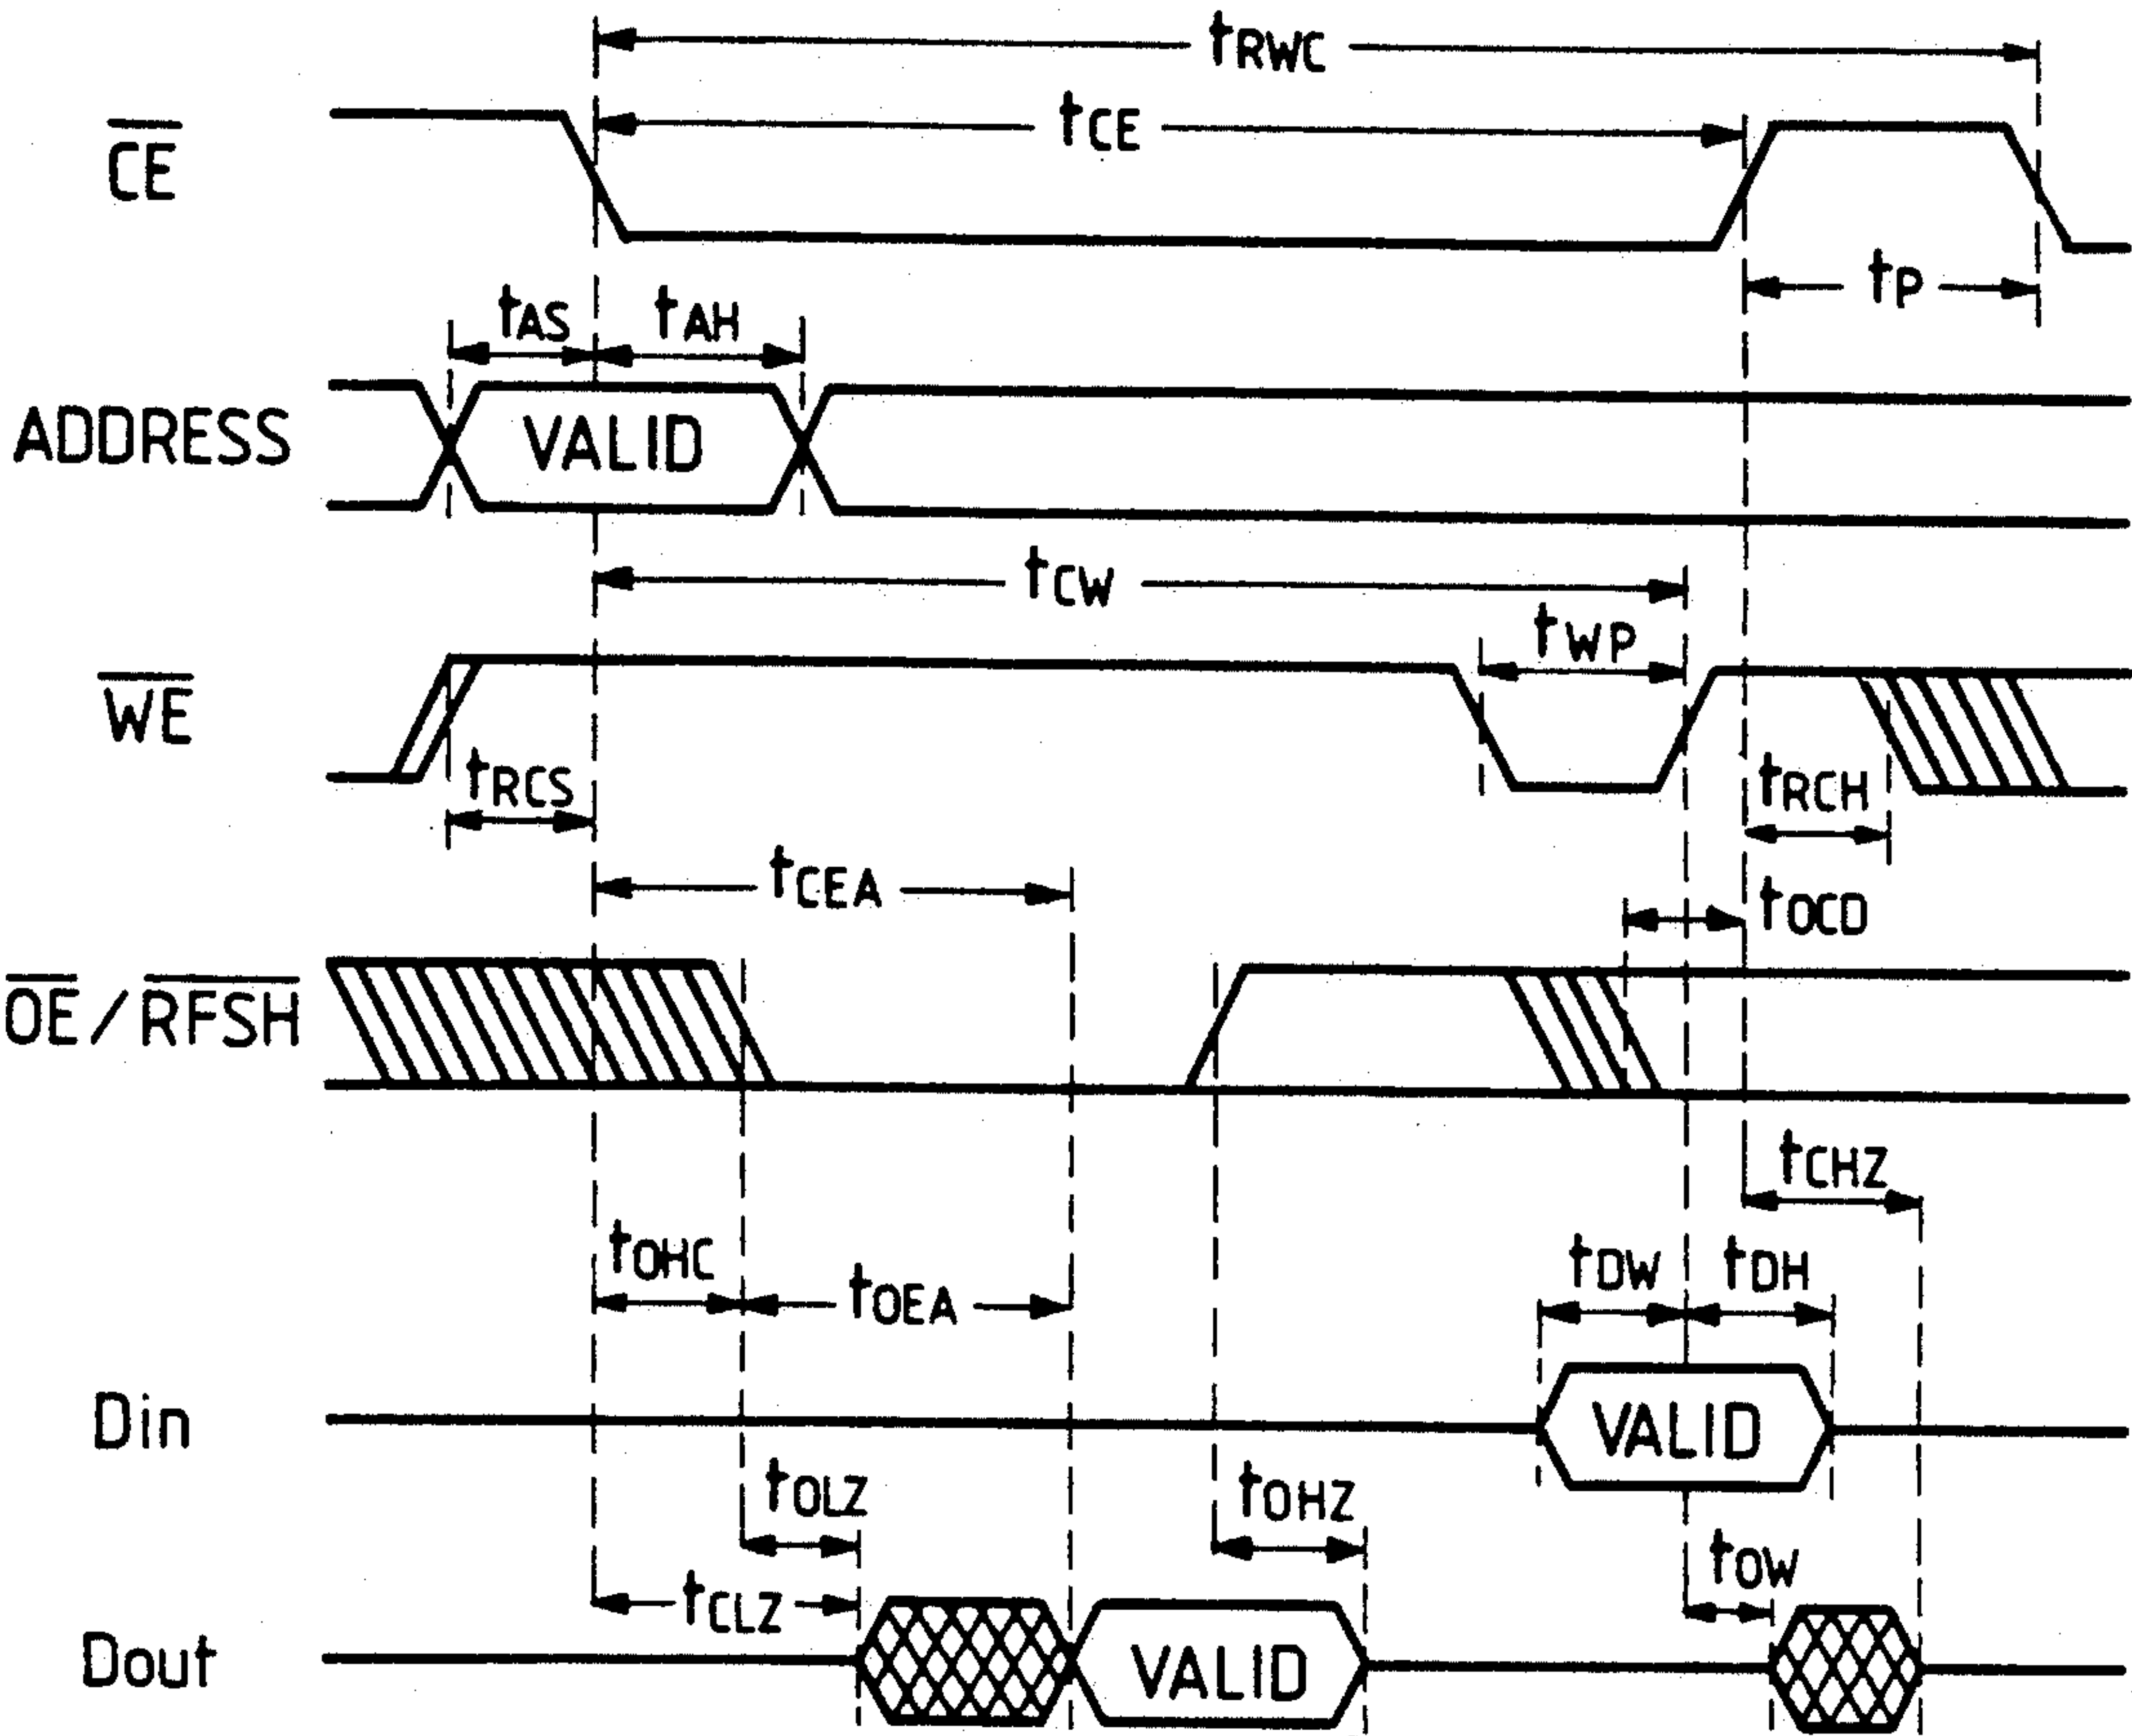 tRWC
tCE
CE
tP
tAS
tAH
ADDRESS
VALID
tCW
tWP
WE
tRCS
tRCH
tCEA
tOCD
OE/RFSH
tCHZ
tOHC
tOEA
tDW
tDH
Din
VALID
tOLZ
tOHZ
tOW
tCLZ
Dout
VALID